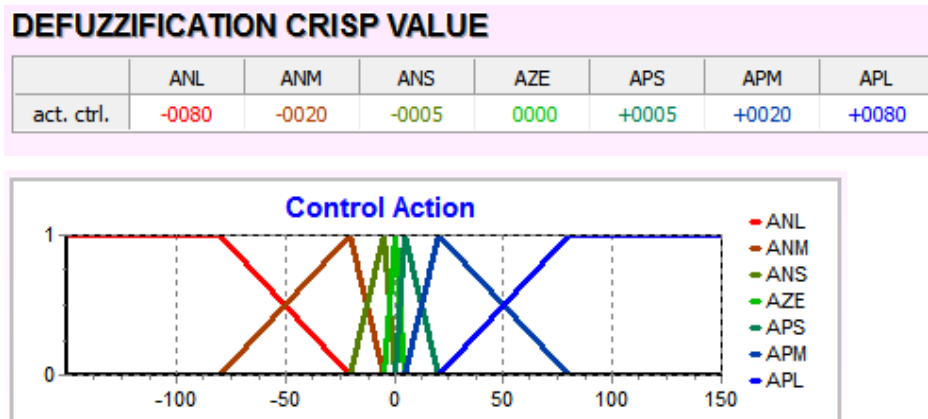 DEFUZZIFICATION CRISP VALUE
ANL ANM ANS AZE APS APM APL
act. ctrl. -0080 -0020 -0005 0000 +0005 +0020 +0080
Control Action
1
0
-100 -50 0 50 100 150
ANL
ANM
ANS
AZE
APS
APM
APL